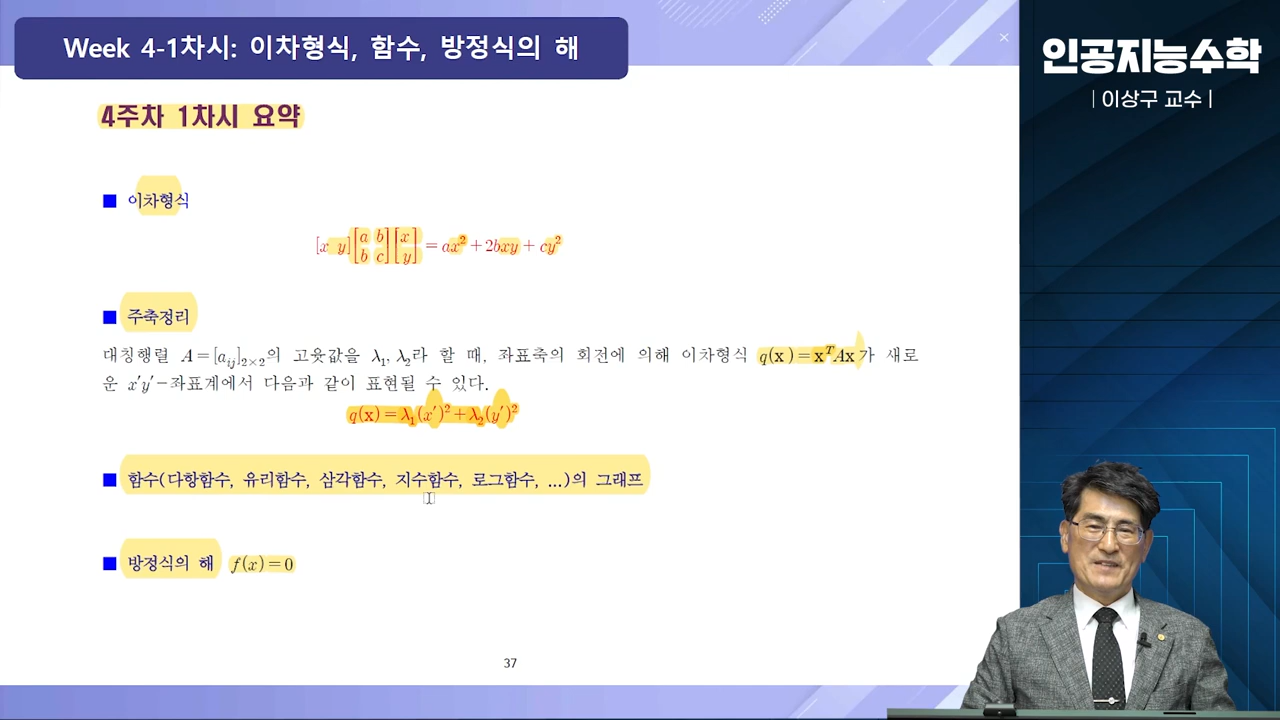 Week 4-1차시: 이차형식, 함수, 방정식의 해
인공지능수학
| 이상구 교수 |
4주차 1차시 요약
■ 이차형식
[x y][a b; b c][x; y] = ax² + 2bxy + cy²
■ 주축정리
대칭행렬 A = [aᵢⱼ]₂ₓ₂의 고윳값을 λ₁, λ₂라 할 때, 좌표축의 회전에 의해 이차형식 q(x) = xᵀAx가 새로
운 x′y′−좌표계에서 다음과 같이 표현될 수 있다.
q(x) = λ₁(x′)² + λ₂(y′)²
■ 함수(다항함수, 유리함수, 삼각함수, 지수함수, 로그함수, ...)의 그래프
■ 방정식의 해 f(x) = 0
37